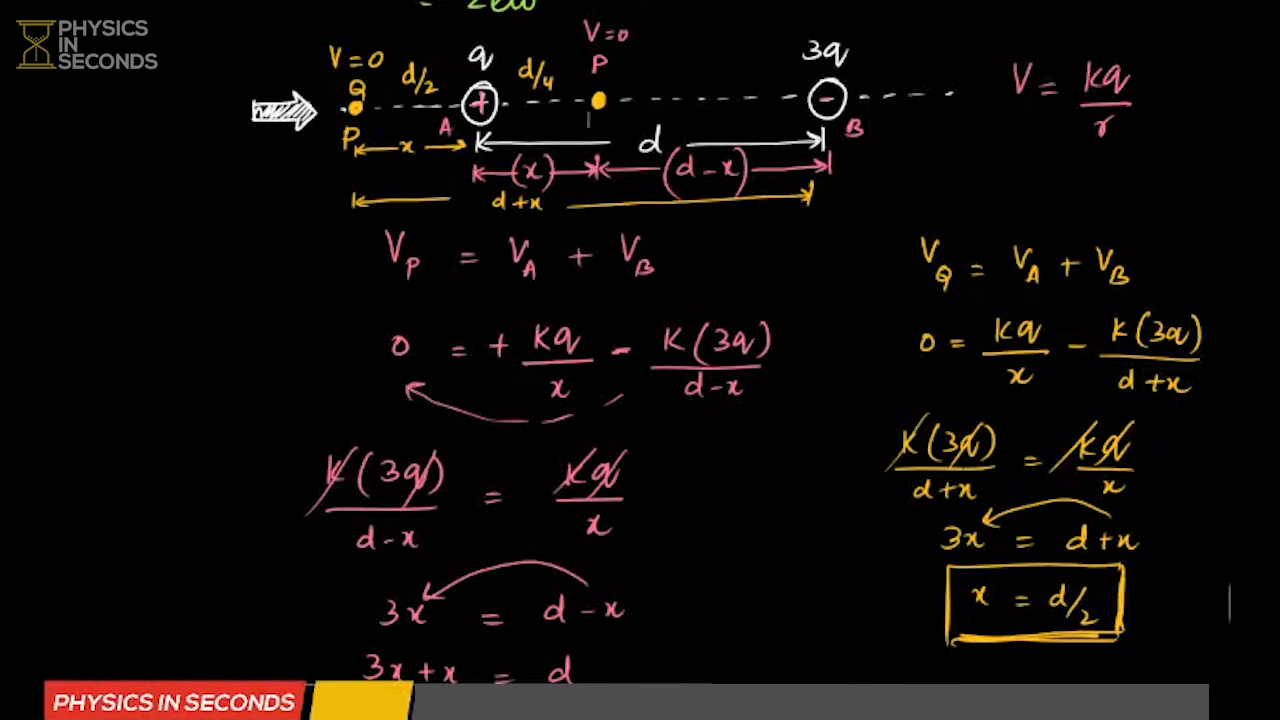 PHYSICS
IN
SECONDS
= zero
V=0
Q
P
d/2
x
q
+
A
d/4
V=0
P
3q
-
B
d
(x)
(d-x)
d+x
V = kq/r
V_P = V_A + V_B
0 = + kq/x - k(3q)/d-x
k(3q)/d-x = kq/x
3x = d-x
3x+x = d
V_Q = V_A + V_B
0 = kq/x - k(3q)/d+x
k(3q)/d+x = kq/x
3x = d+x
x = d/2
PHYSICS IN SECONDS